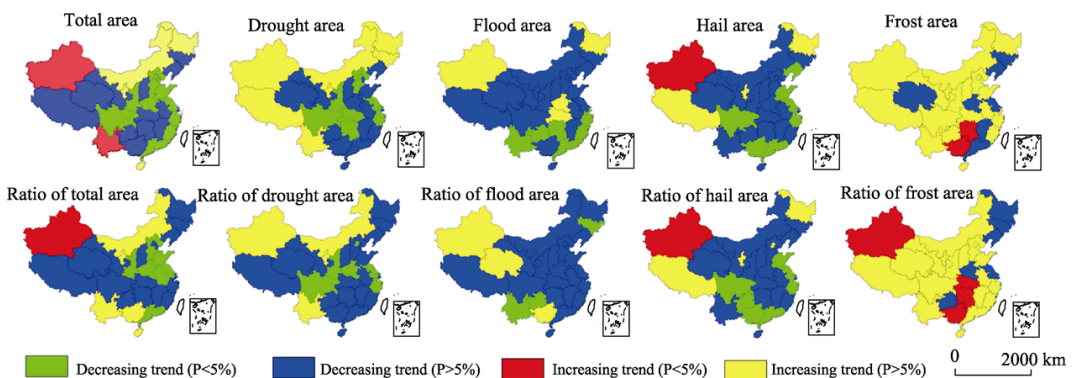 Total area
Drought area
Flood area
Hail area
Frost area
Ratio of total area
Ratio of drought area
Ratio of flood area
Ratio of hail area
Ratio of frost area
Decreasing trend (P<5%)
Decreasing trend (P>5%)
Increasing trend (P<5%)
Increasing trend (P>5%)
0 2000 km